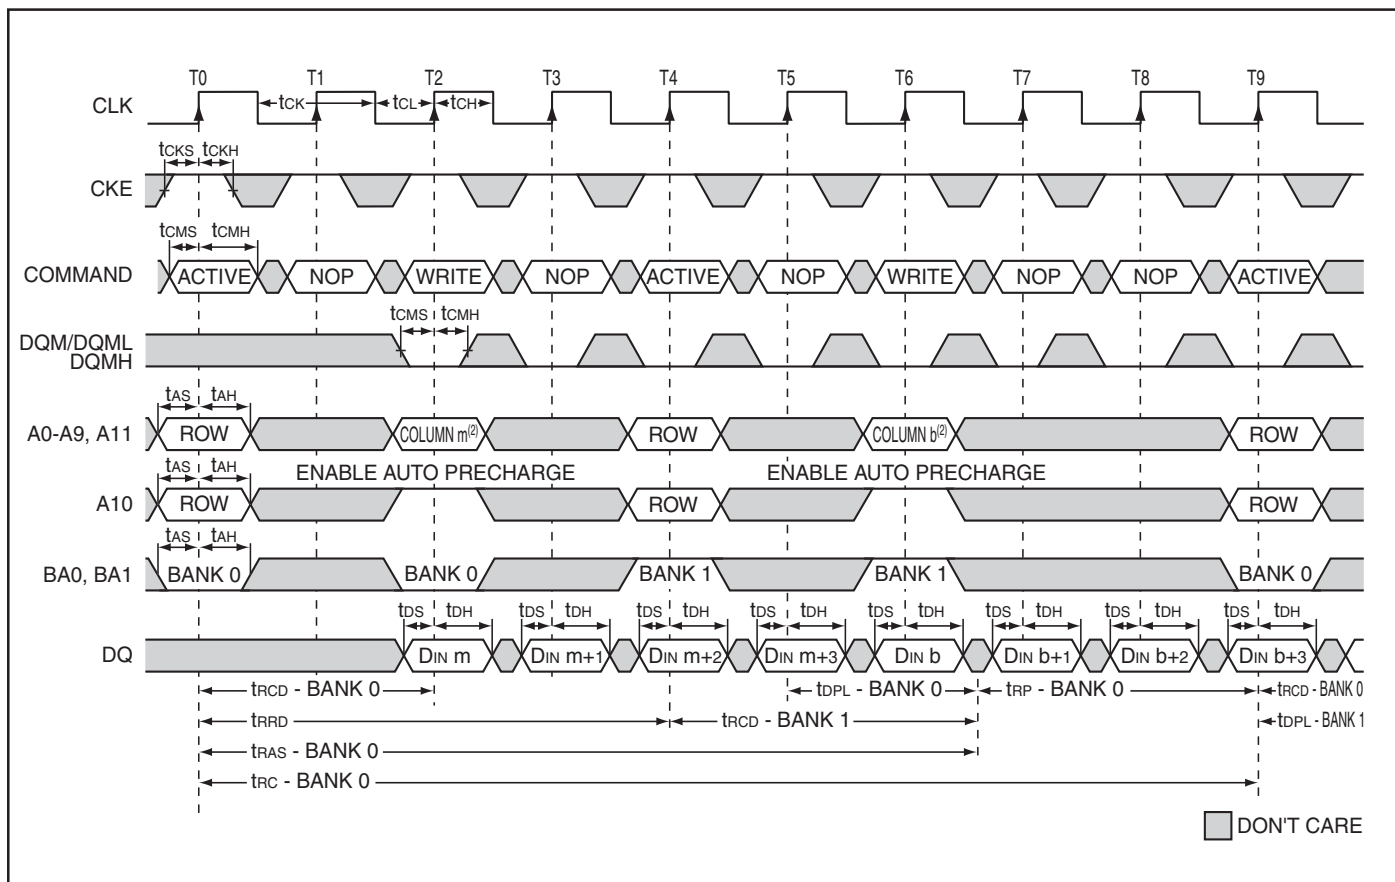 T0 T1 T2 T3 T4 T5 T6 T7 T8 T9
CLK tCK tCL tCH
tCKS tCKH
CKE
tCMS tCMH
COMMAND ACTIVE NOP WRITE NOP ACTIVE NOP WRITE NOP NOP ACTIVE
tCMS tCMH
DQM/DQML
DQMH
tAS tAH
A0-A9, A11 ROW COLUMN m(2) ROW COLUMN b(2) ROW
tAS tAH ENABLE AUTO PRECHARGE ENABLE AUTO PRECHARGE
A10 ROW ROW ROW
tAS tAH
BA0, BA1 BANK 0 BANK 0 BANK 1 BANK 1 BANK 0
tDS tDH tDS tDH tDS tDH tDS tDH tDS tDH tDS tDH tDS tDH tDS tDH
DQ DIN m DIN m+1 DIN m+2 DIN m+3 DIN b DIN b+1 DIN b+2 DIN b+3
tRCD - BANK 0 tDPL - BANK 0 tRP - BANK 0 tRCD - BANK 0
tRRD tRCD - BANK 1 tDPL - BANK 1
tRAS - BANK 0
tRC - BANK 0
DON'T CARE